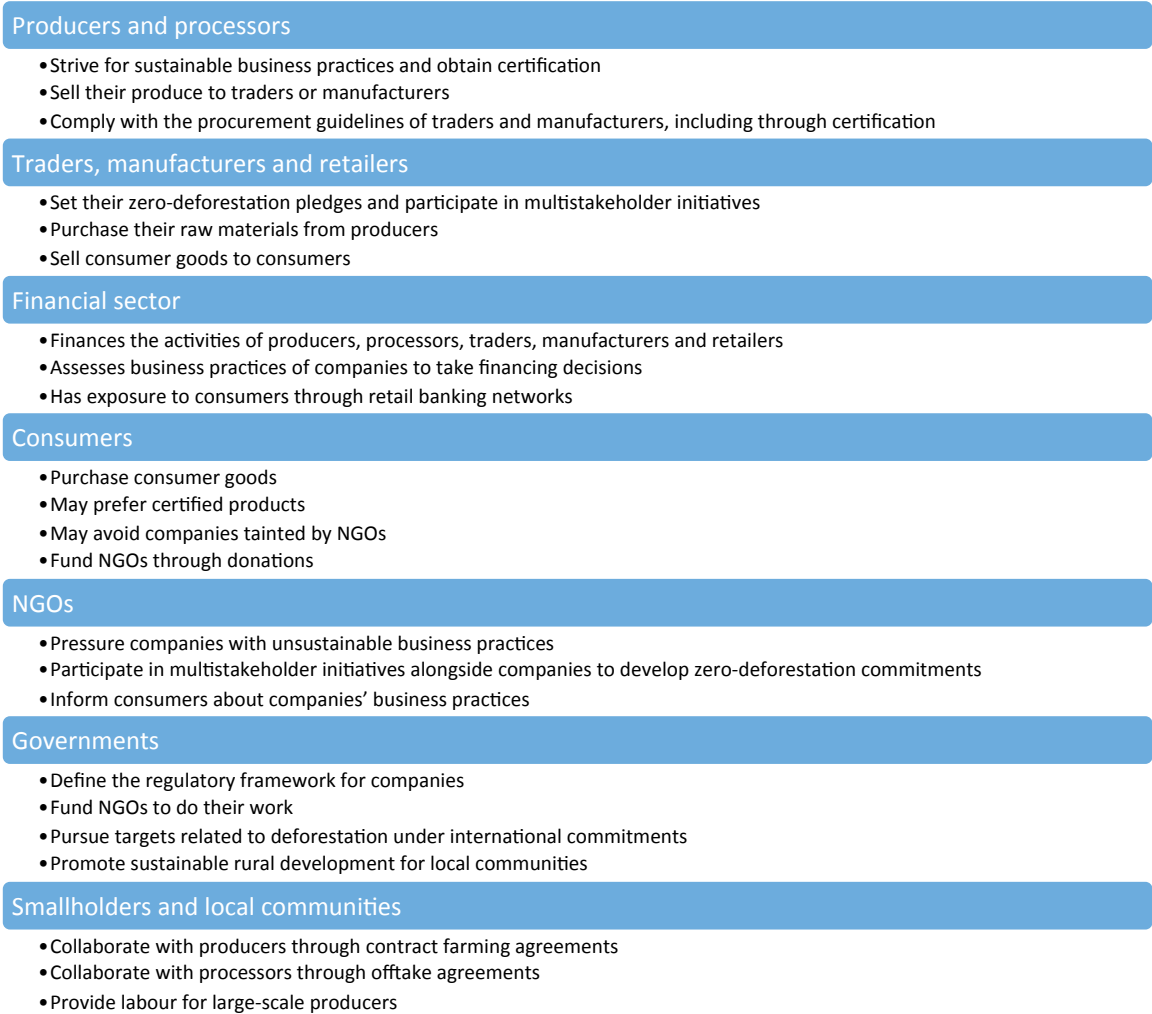 Producers and processors
•Strive for sustainable business practices and obtain certification
•Sell their produce to traders or manufacturers
•Comply with the procurement guidelines of traders and manufacturers, including through certification
Traders, manufacturers and retailers
•Set their zero-deforestation pledges and participate in multistakeholder initiatives
•Purchase their raw materials from producers
•Sell consumer goods to consumers
Financial sector
•Finances the activities of producers, processors, traders, manufacturers and retailers
•Assesses business practices of companies to take financing decisions
•Has exposure to consumers through retail banking networks
Consumers
•Purchase consumer goods
•May prefer certified products
•May avoid companies tainted by NGOs
•Fund NGOs through donations
NGOs
•Pressure companies with unsustainable business practices
•Participate in multistakeholder initiatives alongside companies to develop zero-deforestation commitments
•Inform consumers about companies’ business practices
Governments
•Define the regulatory framework for companies
•Fund NGOs to do their work
•Pursue targets related to deforestation under international commitments
•Promote sustainable rural development for local communities
Smallholders and local communities
•Collaborate with producers through contract farming agreements
•Collaborate with processors through offtake agreements
•Provide labour for large-scale producers